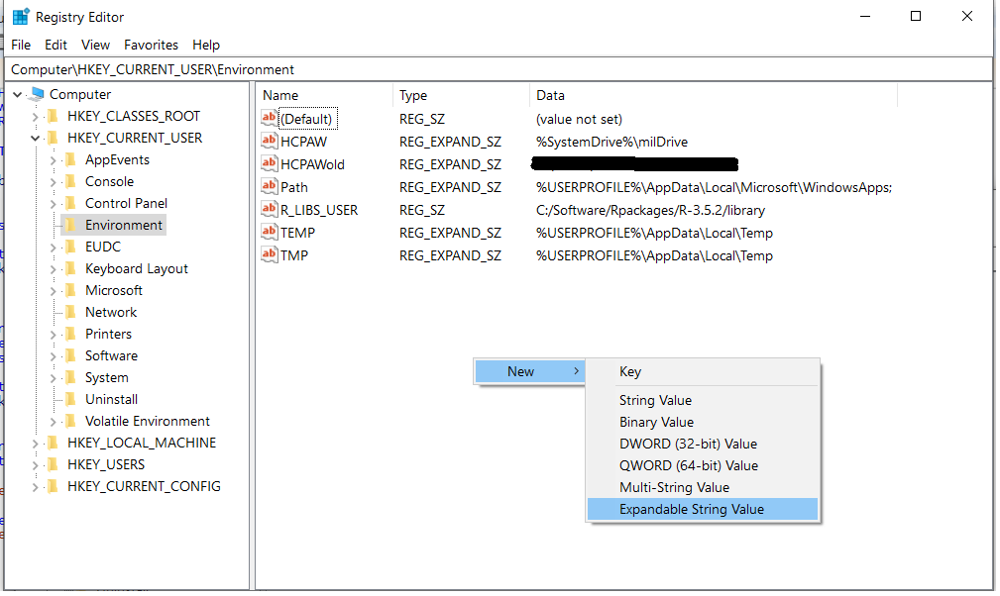 Registry Editor
File Edit View Favorites Help
Computer\HKEY_CURRENT_USER\Environment
Computer
HKEY_CLASSES_ROOT
HKEY_CURRENT_USER
AppEvents
Console
Control Panel
Environment
EUDC
Keyboard Layout
Microsoft
Network
Printers
Software
System
Uninstall
Volatile Environment
HKEY_LOCAL_MACHINE
HKEY_USERS
HKEY_CURRENT_CONFIG
Name Type Data
(Default) REG_SZ (value not set)
HCPAW REG_EXPAND_SZ %SystemDrive%\milDrive
HCPAWold REG_EXPAND_SZ
Path REG_EXPAND_SZ %USERPROFILE%\AppData\Local\Microsoft\WindowsApps;
R_LIBS_USER REG_SZ C:/Software/Rpackages/R-3.5.2/library
TEMP REG_EXPAND_SZ %USERPROFILE%\AppData\Local\Temp
TMP REG_EXPAND_SZ %USERPROFILE%\AppData\Local\Temp
New
Key
String Value
Binary Value
DWORD (32-bit) Value
QWORD (64-bit) Value
Multi-String Value
Expandable String Value